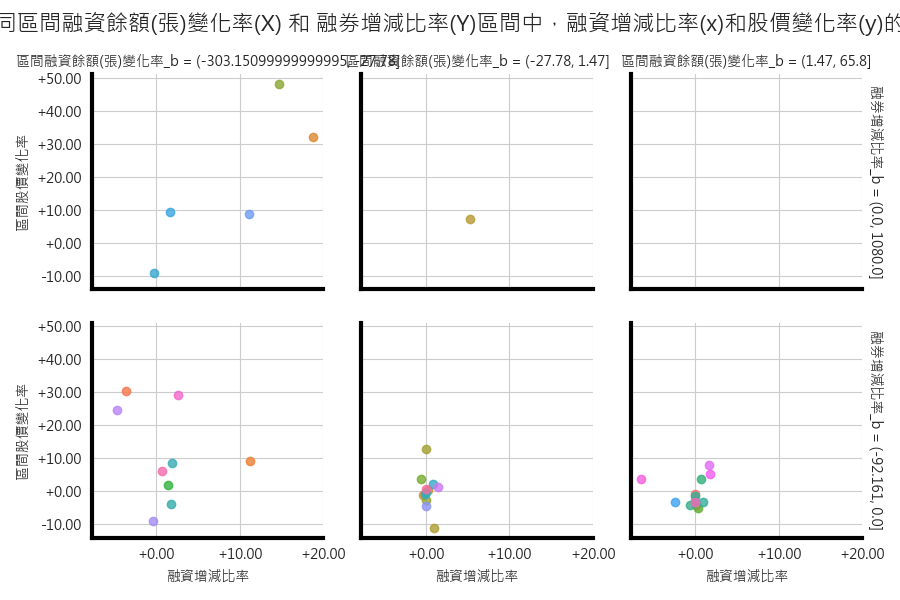 同區間融資餘額(張)變化率(X) 和 融券增減比率(Y)區間中，融資增減比率(x)和股價變化率(y)的
區間融資餘額(張)變化率_b = (-303.15099999999995, -27.78]
區間融資餘額(張)變化率_b = (-27.78, 1.47]
區間融資餘額(張)變化率_b = (1.47, 65.8]
區間股價變化率
+50.00
+40.00
+30.00
+20.00
+10.00
+0.00
-10.00
融券增減比率_b = (0.0, 1080.0]
區間股價變化率
+50.00
+40.00
+30.00
+20.00
+10.00
+0.00
-10.00
融券增減比率_b = (-92.161, 0.0]
+0.00 +10.00 +20.00 +0.00 +10.00 +20.00 +0.00 +10.00 +20.00
融資增減比率 融資增減比率 融資增減比率